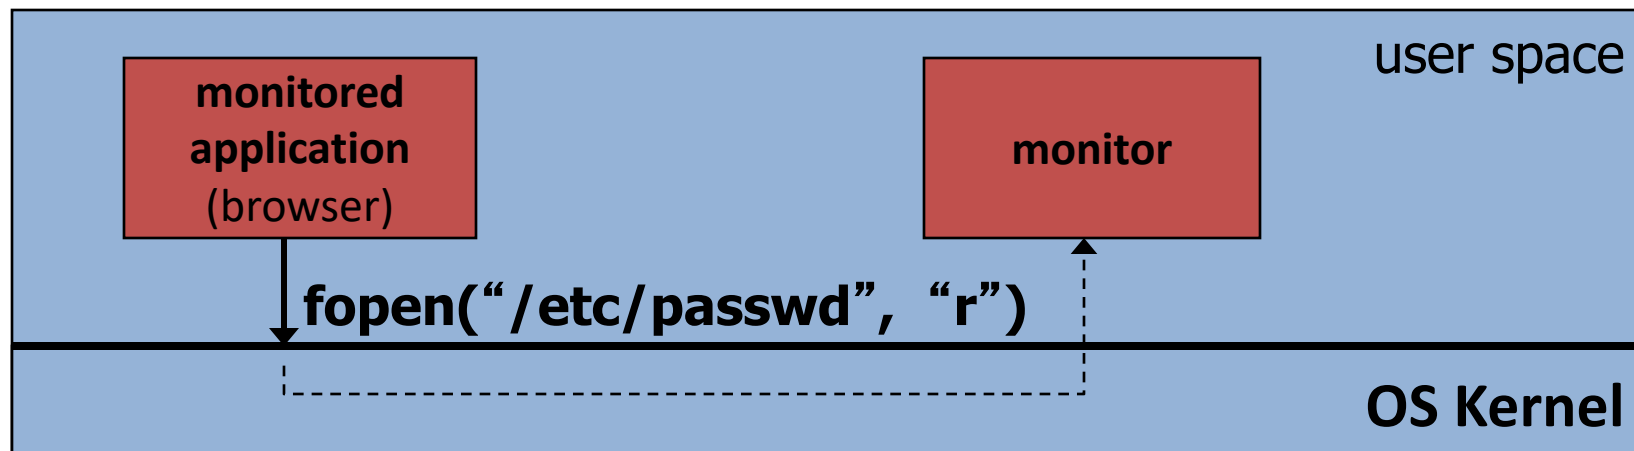 user space
monitored
application
(browser)
monitor
fopen(“/etc/passwd”, “r”)
OS Kernel